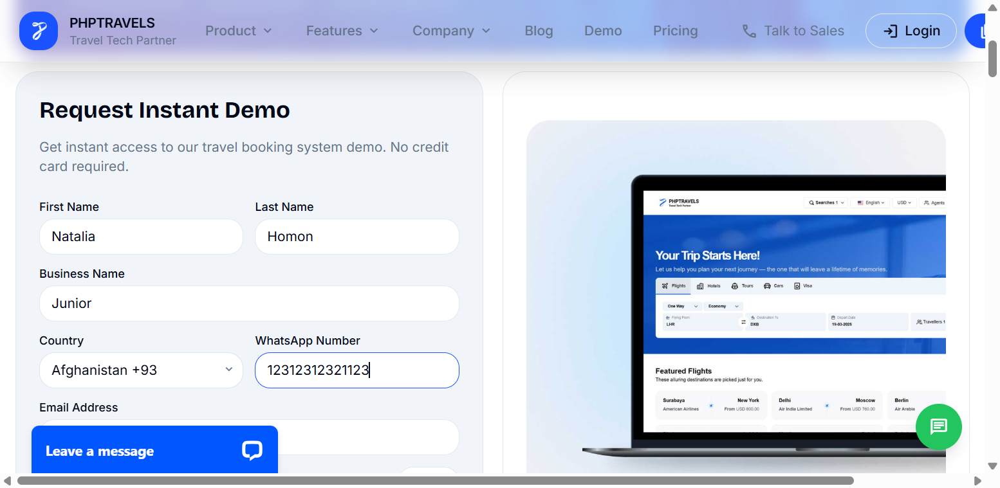 PHPTRAVELS
Travel Tech Partner
Product
Features
Company
Blog
Demo
Pricing
Talk to Sales
Login
Request Instant Demo
Get instant access to our travel booking system demo. No credit
card required.
First Name
Last Name
Natalia
Homon
Business Name
Junior
Country
WhatsApp Number
Afghanistan +93
12312312321123
Email Address
Leave a message
PHPTRAVELS
Travel Tech Partner
Searches 1
English
USD
Agents
Your Trip Starts Here!
Let us help you plan your next journey — the one that will leave a lifetime of memories.
Flights
Hotels
Tours
Cars
Visa
One Way
Economy
Flying From
LHR
Destination To
DXB
Depart Date
19-03-2025
Travellers 1
Featured Flights
These alluring destinations are picked just for you.
Surabaya
New York
American Airlines
From USD 800.00
Delhi
Moscow
Air India Limited
From USD 760.00
Berlin
Air Arabia